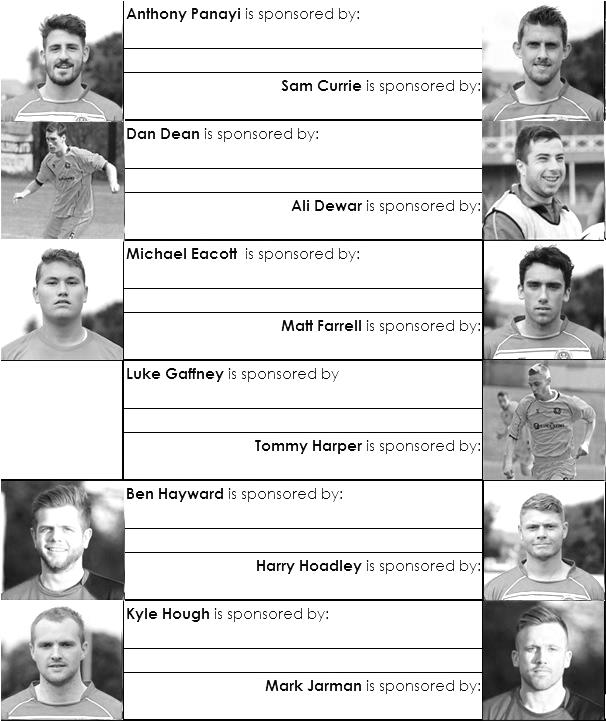 Anthony Panayi is sponsored by:
Sam Currie is sponsored by:
Dan Dean is sponsored by:
Ali Dewar is sponsored by:
Michael Eacott is sponsored by:
Matt Farrell is sponsored by:
Luke Gaffney is sponsored by
Tommy Harper is sponsored by:
Ben Hayward is sponsored by:
Harry Hoadley is sponsored by:
Kyle Hough is sponsored by:
Mark Jarman is sponsored by: